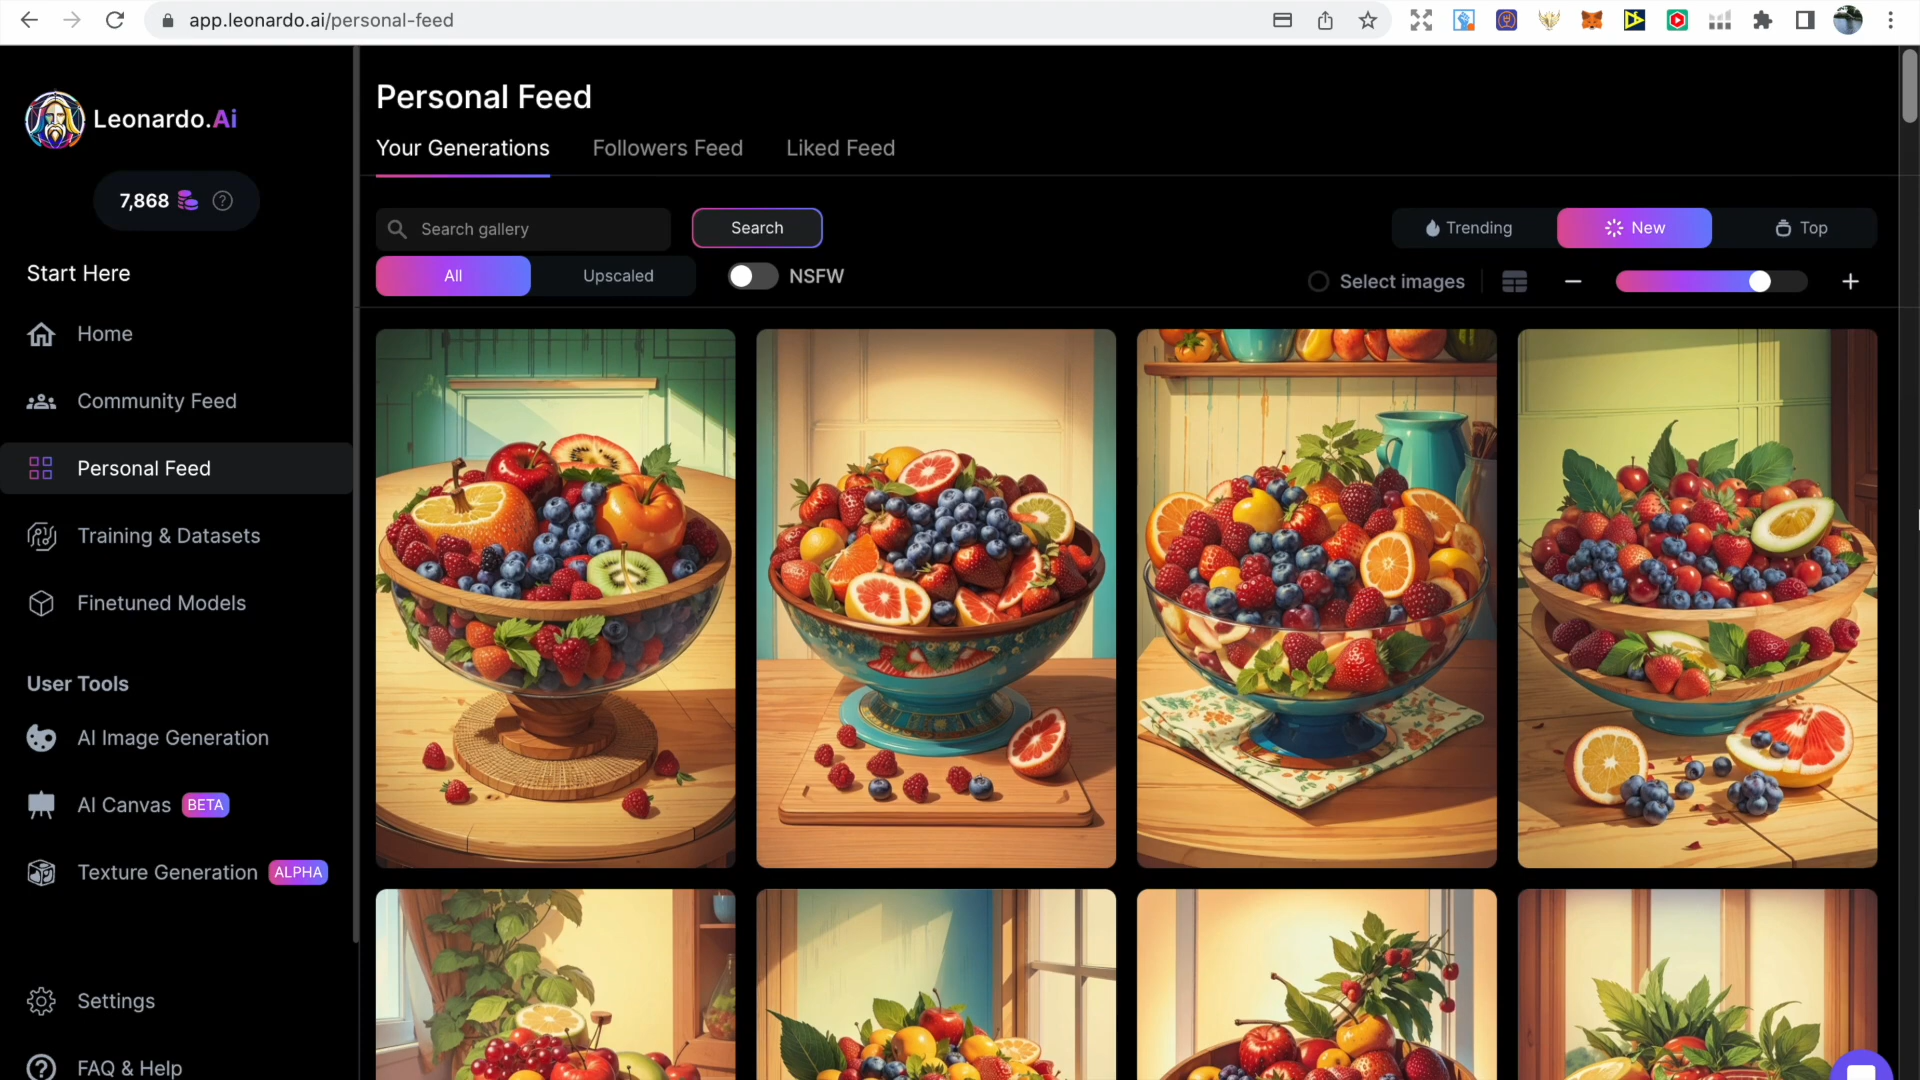 app.leonardo.ai/personal-feed
Leonardo.Ai
7,868
Start Here
Home
Community Feed
Personal Feed
Training & Datasets
Finetuned Models
User Tools
AI Image Generation
AI Canvas BETA
Texture Generation ALPHA
Settings
FAQ & Help
Personal Feed
Your Generations Followers Feed Liked Feed
Search gallery Search Trending New Top
All Upscaled NSFW Select images